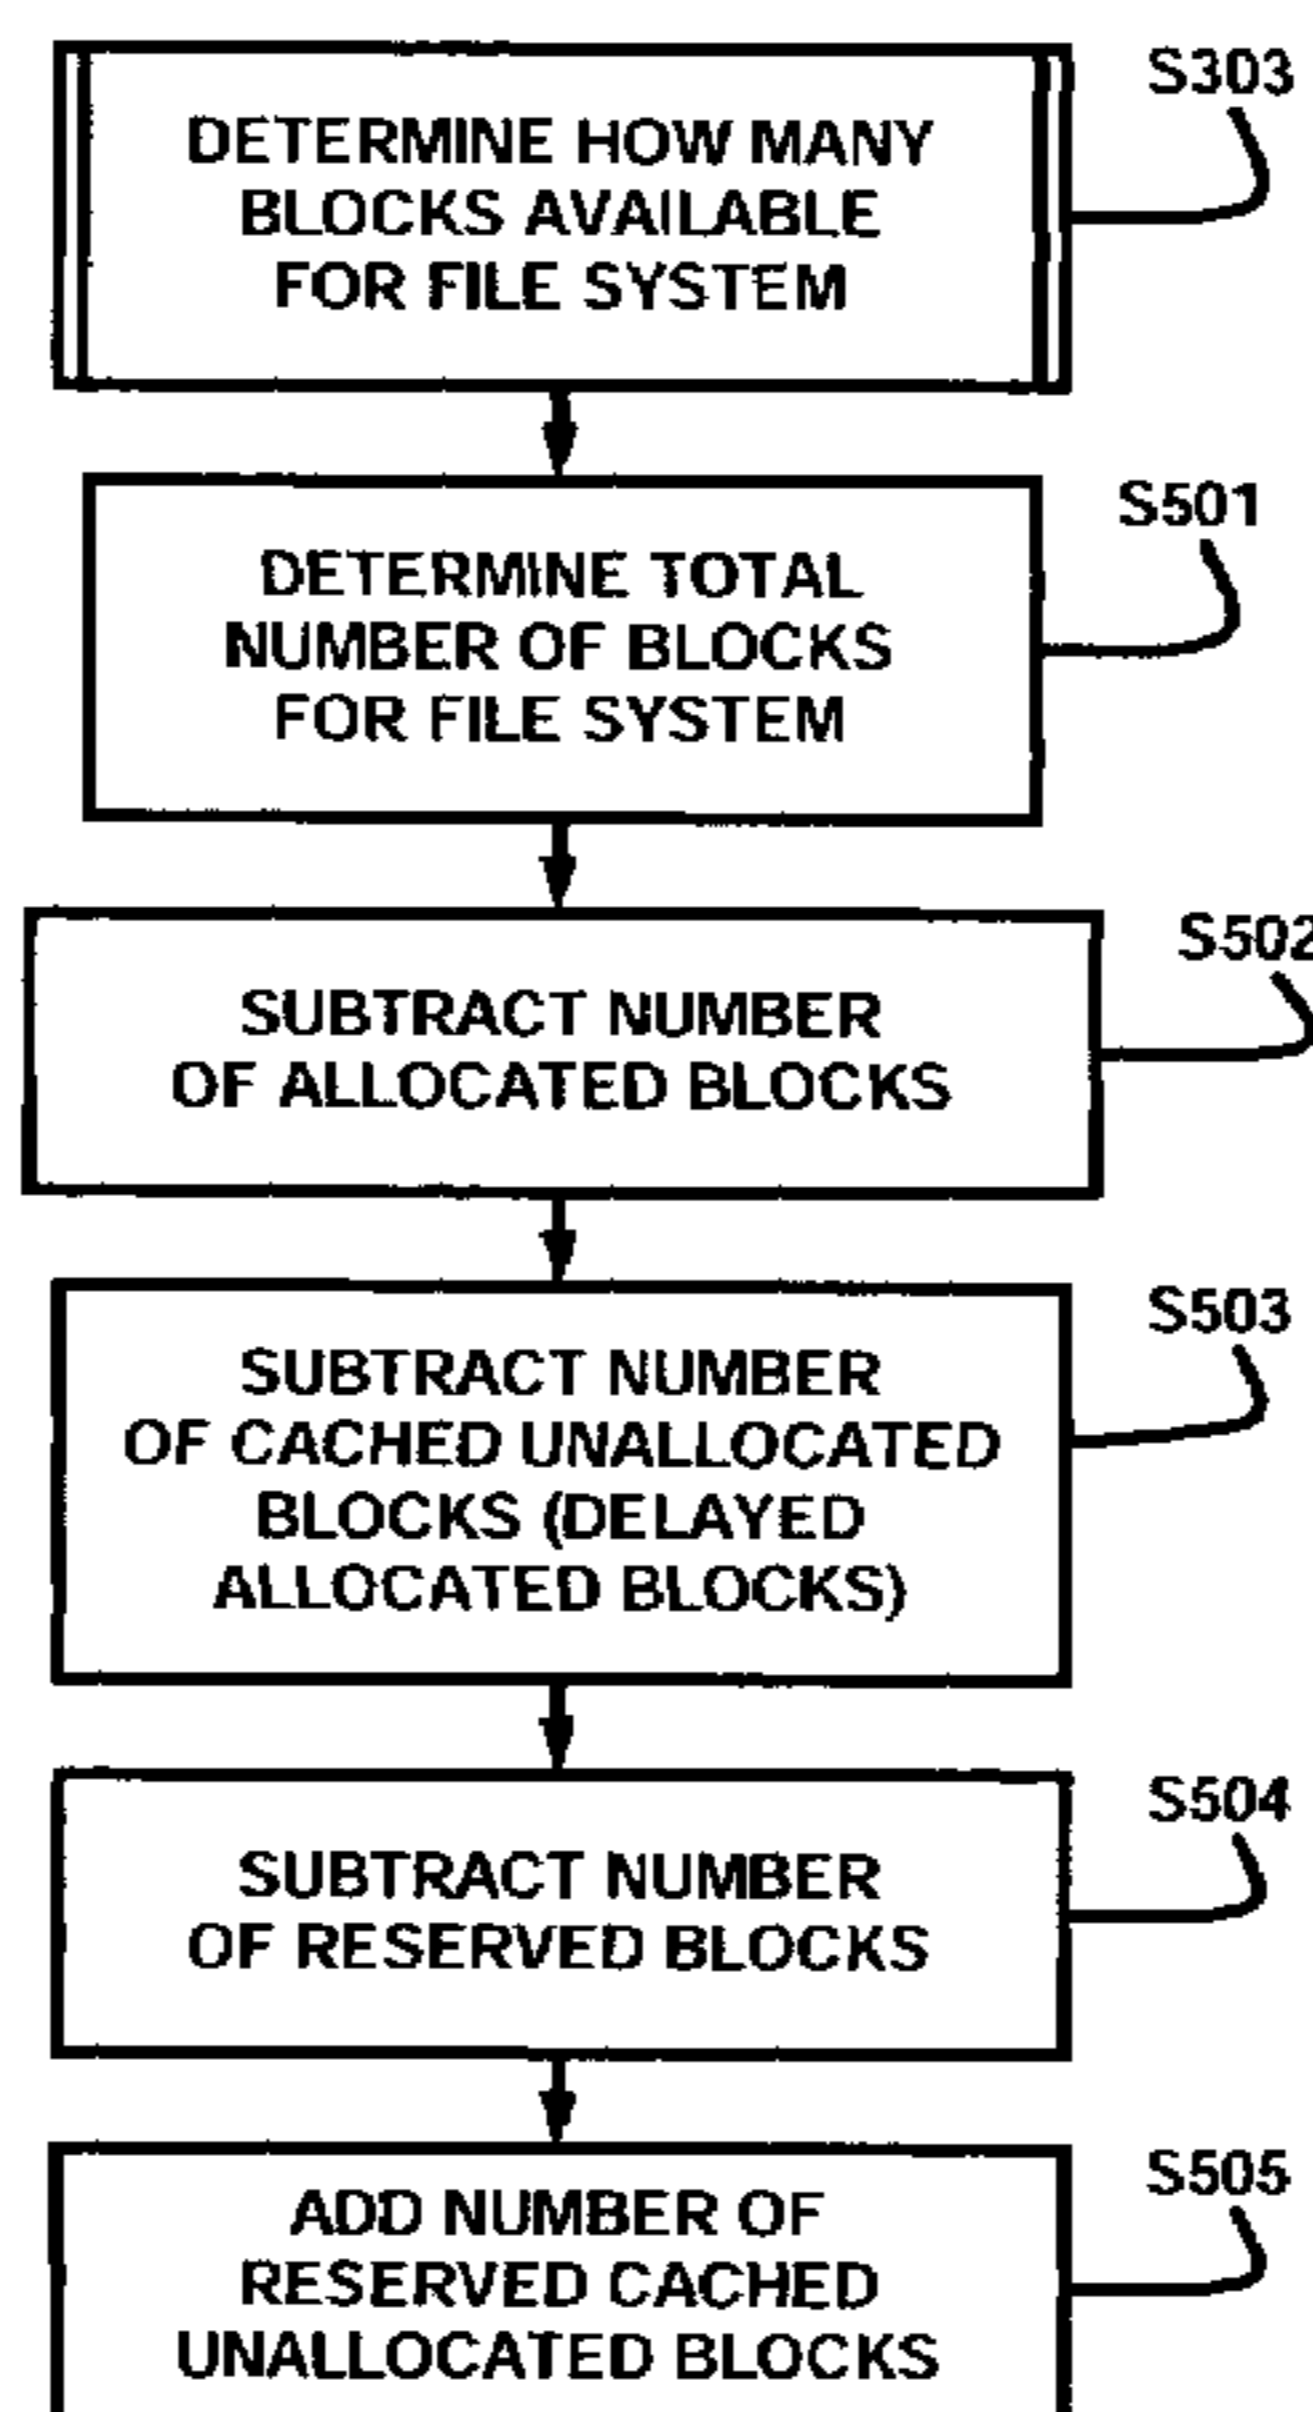 S303
DETERMINE HOW MANY
BLOCKS AVAILABLE
FOR FILE SYSTEM
S501
DETERMINE TOTAL
NUMBER OF BLOCKS
FOR FILE SYSTEM
S502
SUBTRACT NUMBER
OF ALLOCATED BLOCKS
S503
SUBTRACT NUMBER
OF CACHED UNALLOCATED
BLOCKS (DELAYED
ALLOCATED BLOCKS)
S504
SUBTRACT NUMBER
OF RESERVED BLOCKS
S505
ADD NUMBER OF
RESERVED CACHED
UNALLOCATED BLOCKS